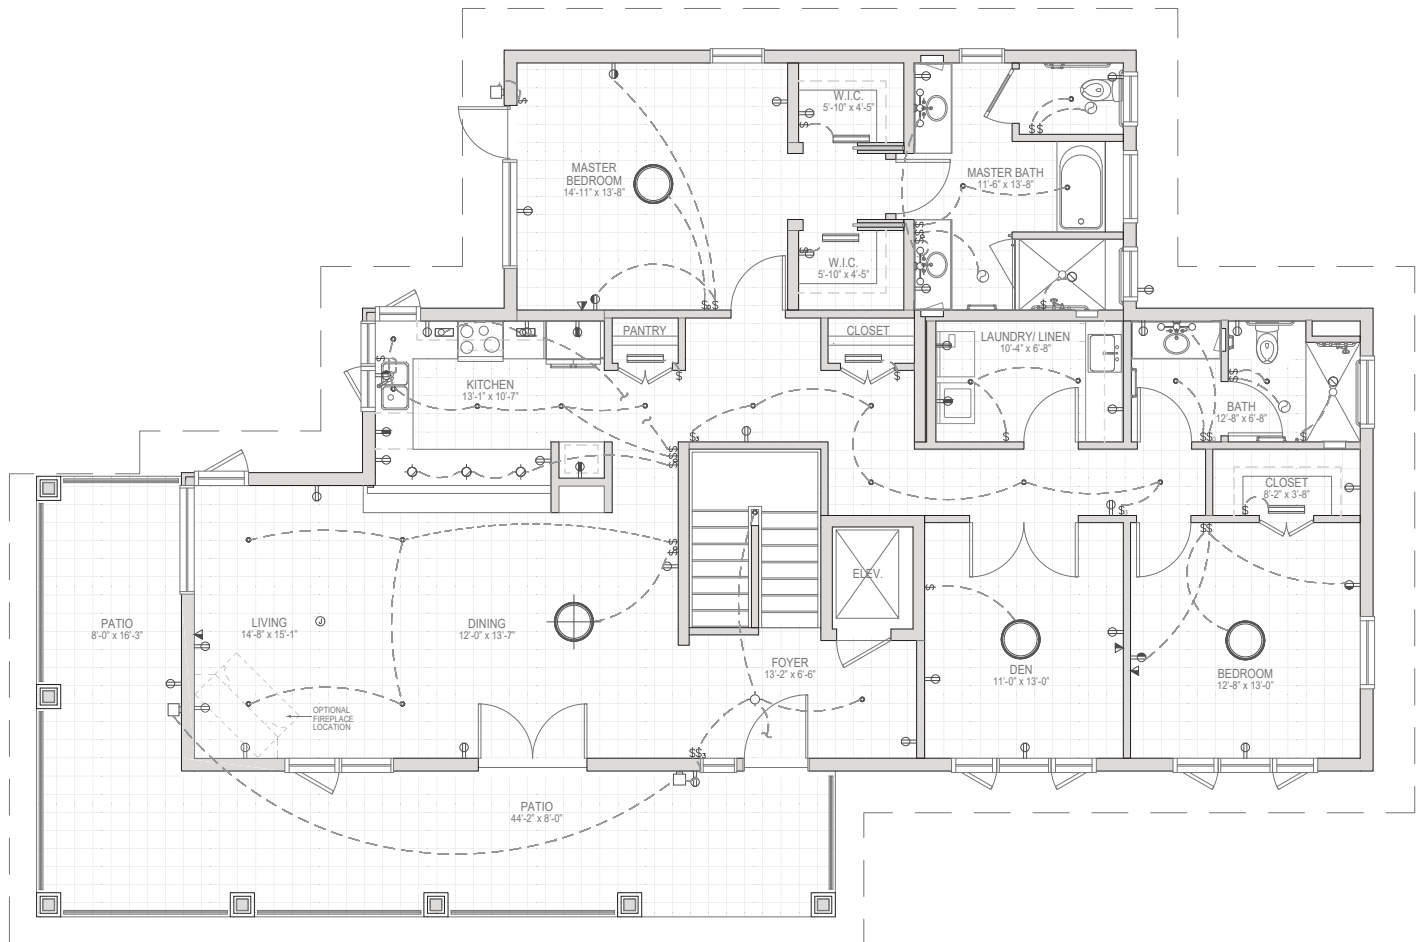 W.I.C.
5'-10" x 4'-5"
MASTER
BEDROOM
14'-11" x 13'-8"
MASTER BATH
11'-6" x 13'-8"
W.I.C.
5'-10" x 4'-5"
PANTRY
CLOSET
LAUNDRY/ LINEN
10'-4" x 6'-8"
KITCHEN
13'-1" x 10'-7"
BATH
12'-8" x 6'-8"
CLOSET
8'-2" x 3'-8"
ELEV.
PATIO
8'-0" x 16'-3"
LIVING
14'-8" x 15'-1"
J
DINING
12'-0" x 13'-7"
FOYER
13'-2" x 6'-6"
DEN
11'-0" x 13'-0"
BEDROOM
12'-8" x 13'-0"
OPTIONAL
FIREPLACE
LOCATION
PATIO
44'-2" x 8'-0"